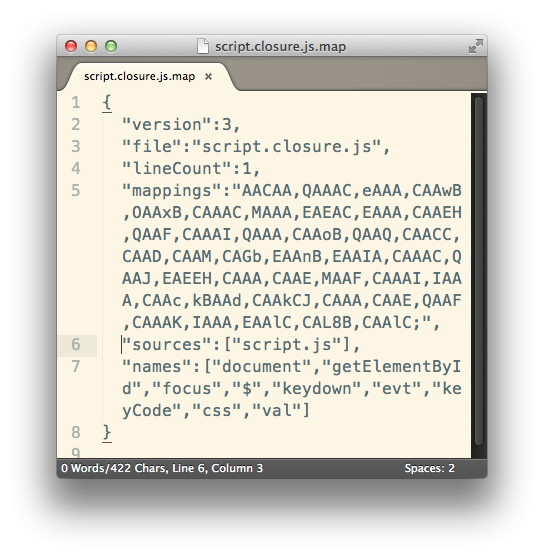 script.closure.js.map
script.closure.js.map ×
1 {
2 "version":3,
3 "file":"script.closure.js",
4 "lineCount":1,
5 "mappings":"AACAA,QAAAC,eAAA,CAAwB
,OAAxB,CAAAC,MAAA,EAEAC,EAAA,CAAEH
,QAAF,CAAAI,QAAA,CAAoB,QAAQ,CAACC,
CAAD,CAAM,CAGb,EAAnB,EAAIA,CAAAC,Q
AAJ,EAEEH,CAAA,CAAE,MAAF,CAAAI,IAA
A,CAAc,kBAAd,CAAkCJ,CAAA,CAAE,QAAF
,CAAAK,IAAA,EAAlC,CAL8B,CAAlC;",
6 "sources":["script.js"],
7 "names":["document","getElementByI
d","focus","$","keydown","evt","ke
yCode","css","val"]
8 }
9
0 Words/422 Chars, Line 6, Column 3 Spaces: 2